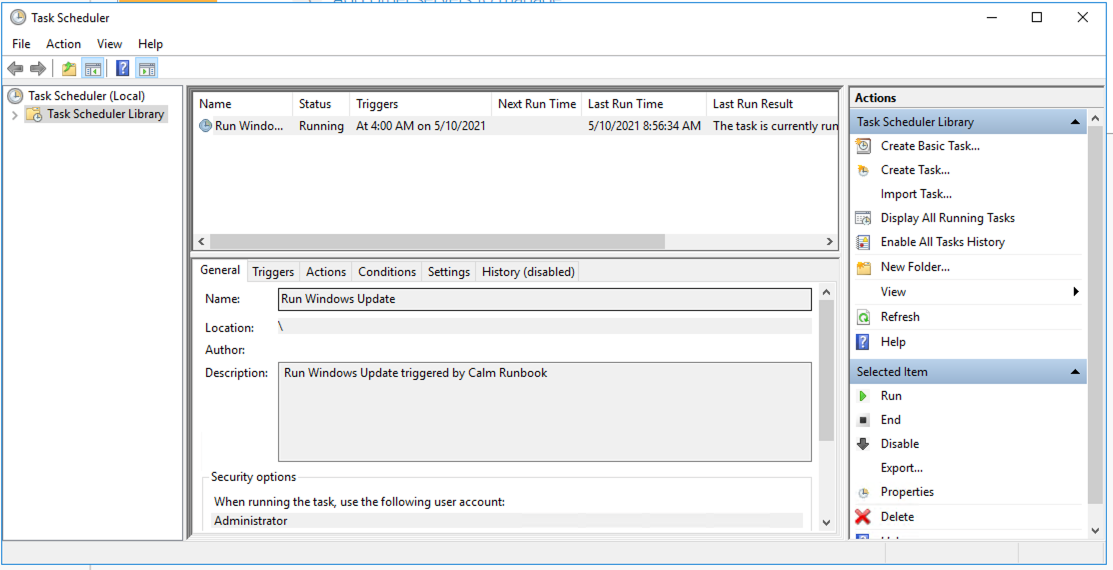 Task Scheduler
File Action View Help
Task Scheduler (Local)
Task Scheduler Library
Name Status Triggers Next Run Time Last Run Time Last Run Result
Run Windo... Running At 4:00 AM on 5/10/2021 5/10/2021 8:56:34 AM The task is currently run
General Triggers Actions Conditions Settings History (disabled)
Name: Run Windows Update
Location: \
Author:
Description: Run Windows Update triggered by Calm Runbook
Security options
When running the task, use the following user account:
Administrator
Actions
Task Scheduler Library
Create Basic Task...
Create Task...
Import Task...
Display All Running Tasks
Enable All Tasks History
New Folder...
View
Refresh
Help
Selected Item
Run
End
Disable
Export...
Properties
Delete